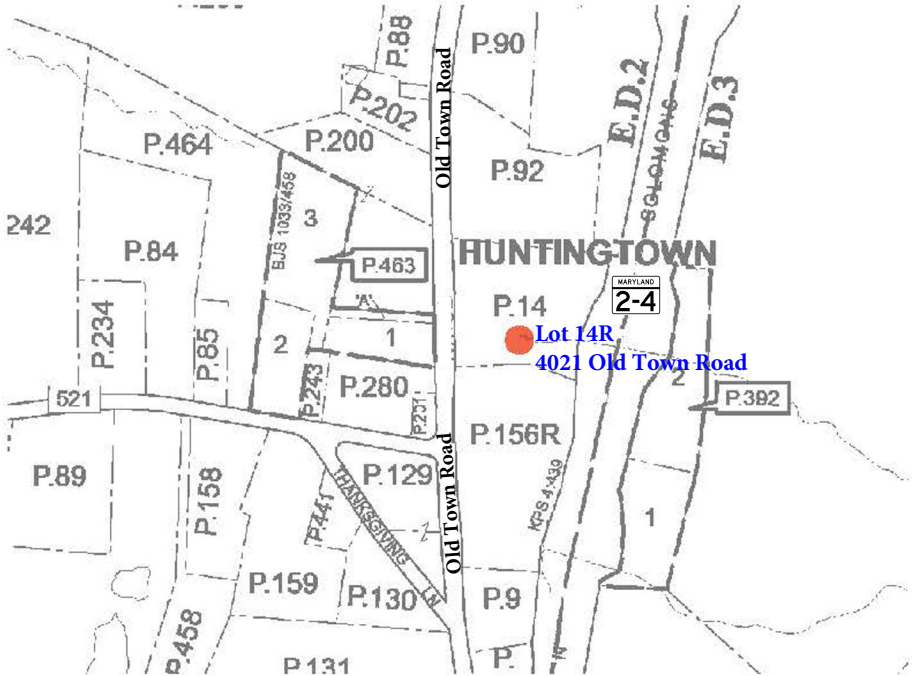 P.88
P.90
Old Town Road
P.202
E.D.2
E.D.3
SOLOMONS
P.464
P.200
P.92
242
P.84
BJS 1033/458
3
P.463
HUNTINGTOWN
MARYLAND
2-4
P.14
'A'
P.234
P.85
2
1
Lot 14R
4021 Old Town Road
2
P.243
P.280
P.392
521
P.251
P.156R
Old Town Road
P.89
P.158
P.441
P.129
THANKSGIVING LN
KPS 4:439
1
P.159
P.130
P.9
P.458
P.131
P.
N